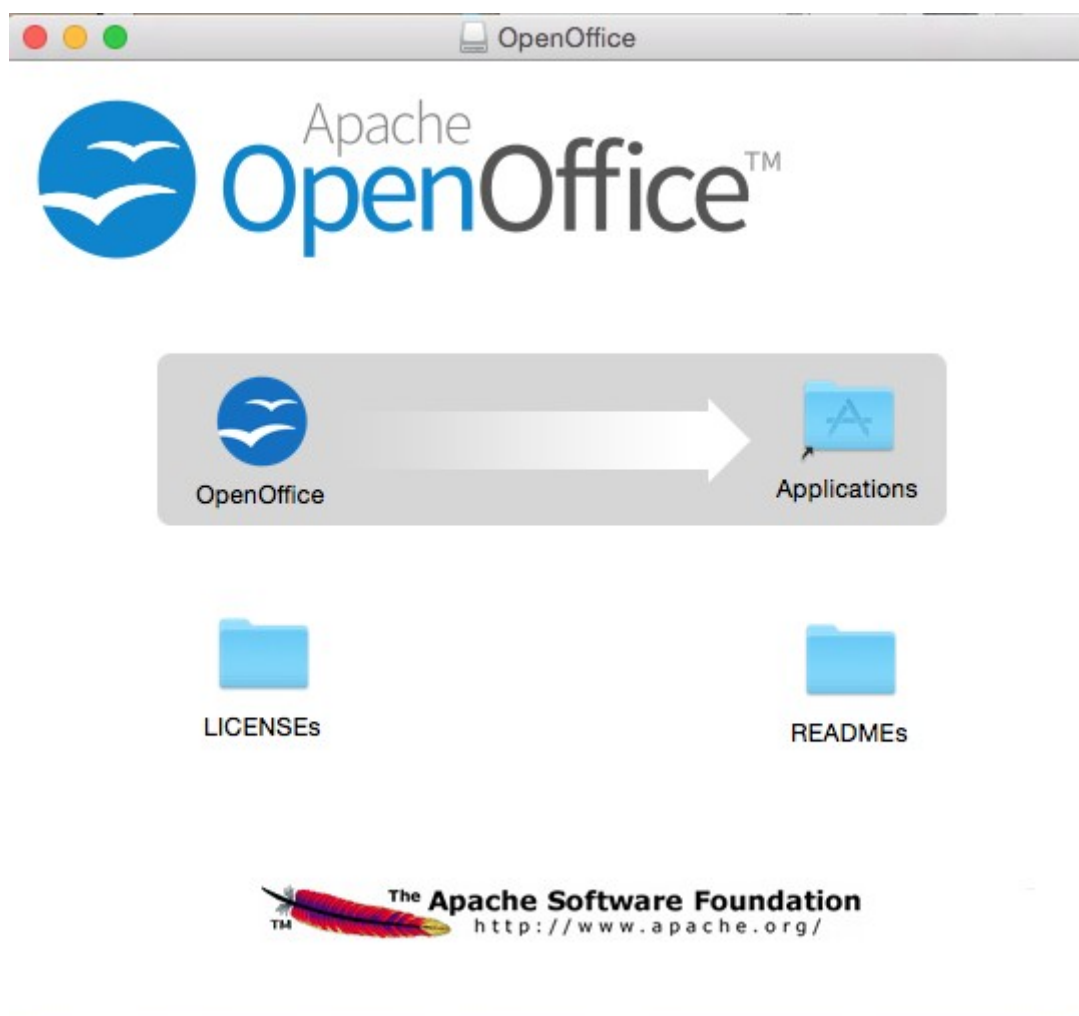 OpenOffice
Apache
OpenOffice™
OpenOffice
Applications
LICENSEs
READMEs
The Apache Software Foundation
TM
http://www.apache.org/